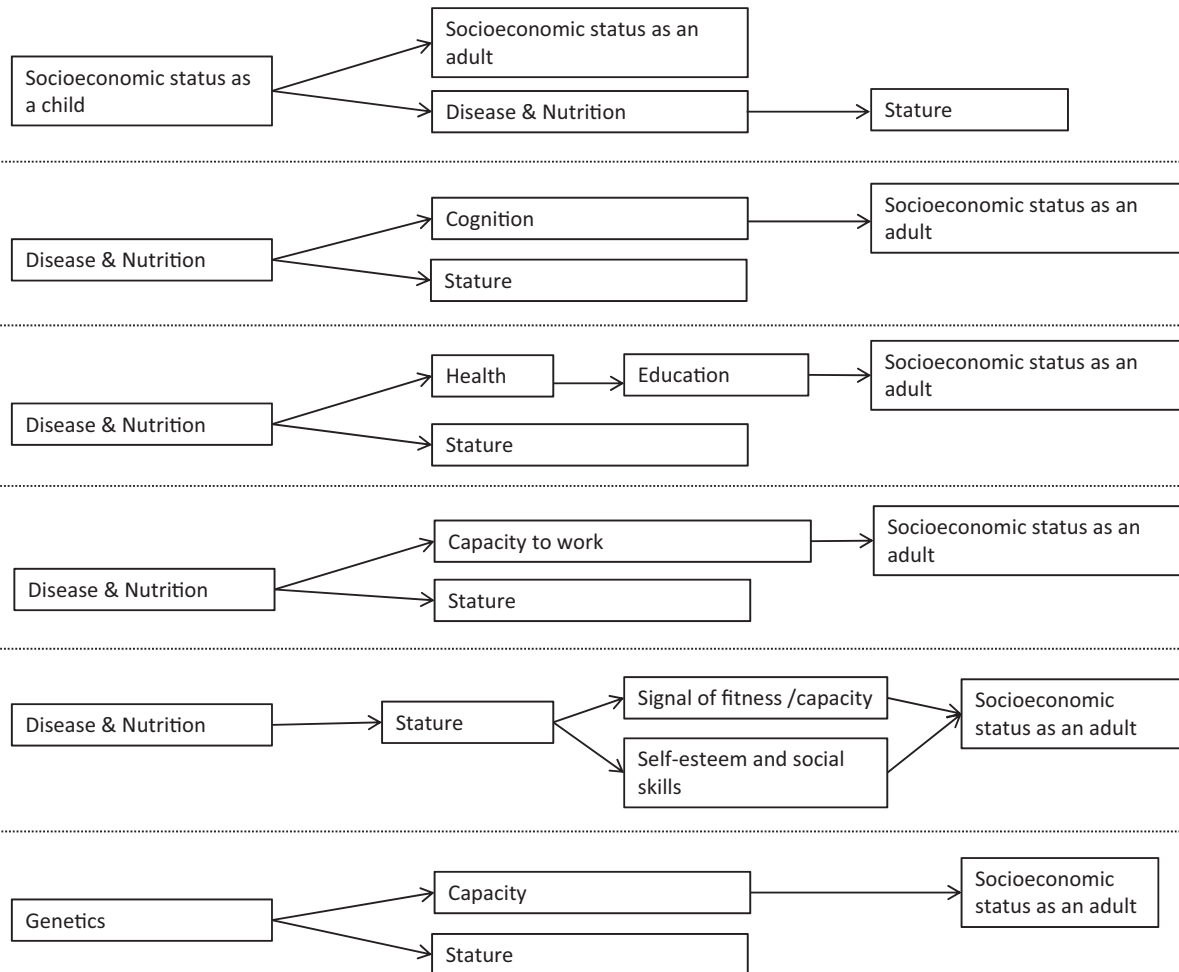 Socioeconomic status as an
adult
Socioeconomic status as
a child
Disease & Nutrition
Stature
Cognition
Socioeconomic status as an
adult
Disease & Nutrition
Stature
Health
Education
Socioeconomic status as an
adult
Disease & Nutrition
Stature
Capacity to work
Socioeconomic status as an
adult
Disease & Nutrition
Stature
Disease & Nutrition
Stature
Signal of fitness /capacity
Self-esteem and social
skills
Socioeconomic
status as an adult
Genetics
Capacity
Stature
Socioeconomic
status as an adult